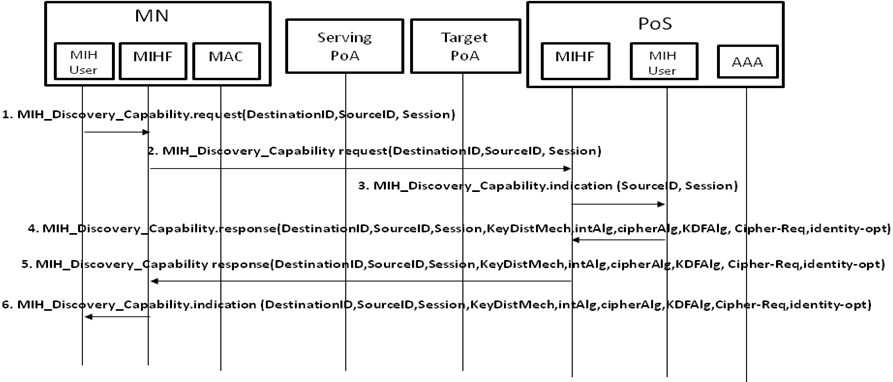 MN
PoS
Serving
PoA
Target
PoA
MIH
User
MIHF
MAC
MIHF
MIH
User
AAA
1. MIH_Discovery_Capability.request(DestinationID,SourceID, Session)
2. MIH_Discovery_Capability request(DestinationID,SourceID, Session)
3. MIH_Discovery_Capability.indication (SourceID, Session)
4. MIH_Discovery_Capability.response(DestinationID,SourceID,Session,KeyDistMech,intAlg,cipherAlg,KDFAlg, Cipher-Req,identity-opt)
5. MIH_Discovery_Capability response(DestinationID,SourceID,Session,KeyDistMech,intAlg,cipherAlg,KDFAlg, Cipher-Req,identity-opt)
6. MIH_Discovery_Capability.indication (DestinationID,SourceID,Session,KeyDistMech,intAlg,cipherAlg,KDFAlg,Cipher-Req,identity-opt)